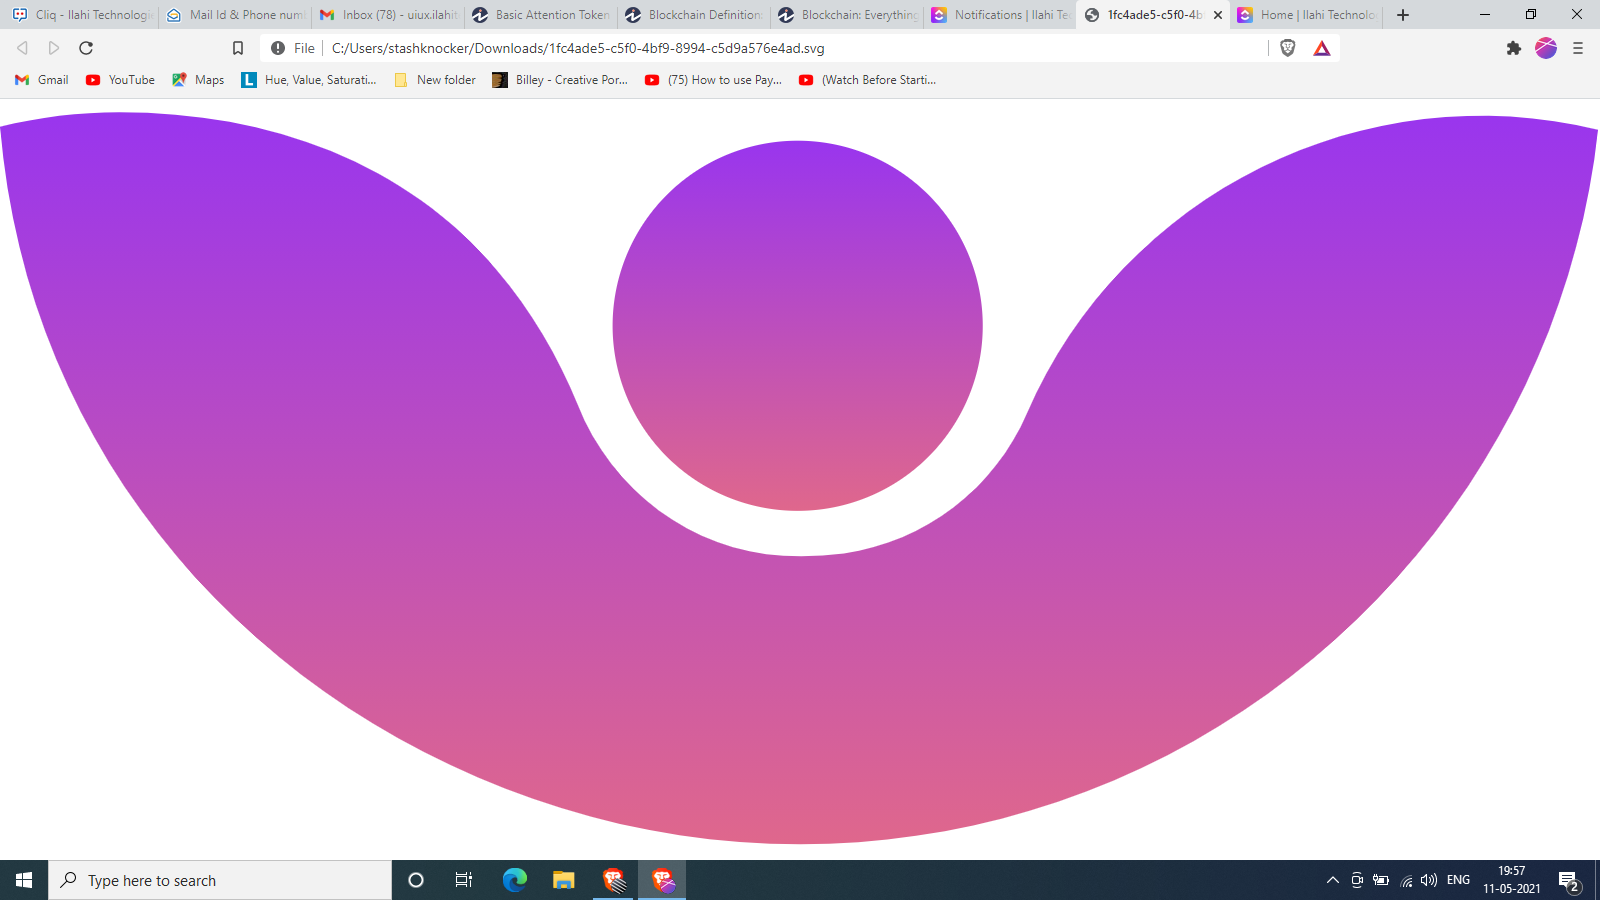 Cliq - Ilahi Technologie
Mail Id & Phone num
Inbox (78) - uiux.ilahit
Basic Attention Token
Blockchain Definition:
Blockchain: Everything
Notifications | Ilahi Te
1fc4ade5-c5f0-4b
Home | Ilahi Technolo
File
C:/Users/stashknocker/Downloads/1fc4ade5-c5f0-4bf9-8994-c5d9a576e4ad.svg
Gmail
YouTube
Maps
L
Hue, Value, Saturati...
New folder
Billey - Creative Por...
(75) How to use Pay...
(Watch Before Starti...
Type here to search
ENG
19:57
11-05-2021
2